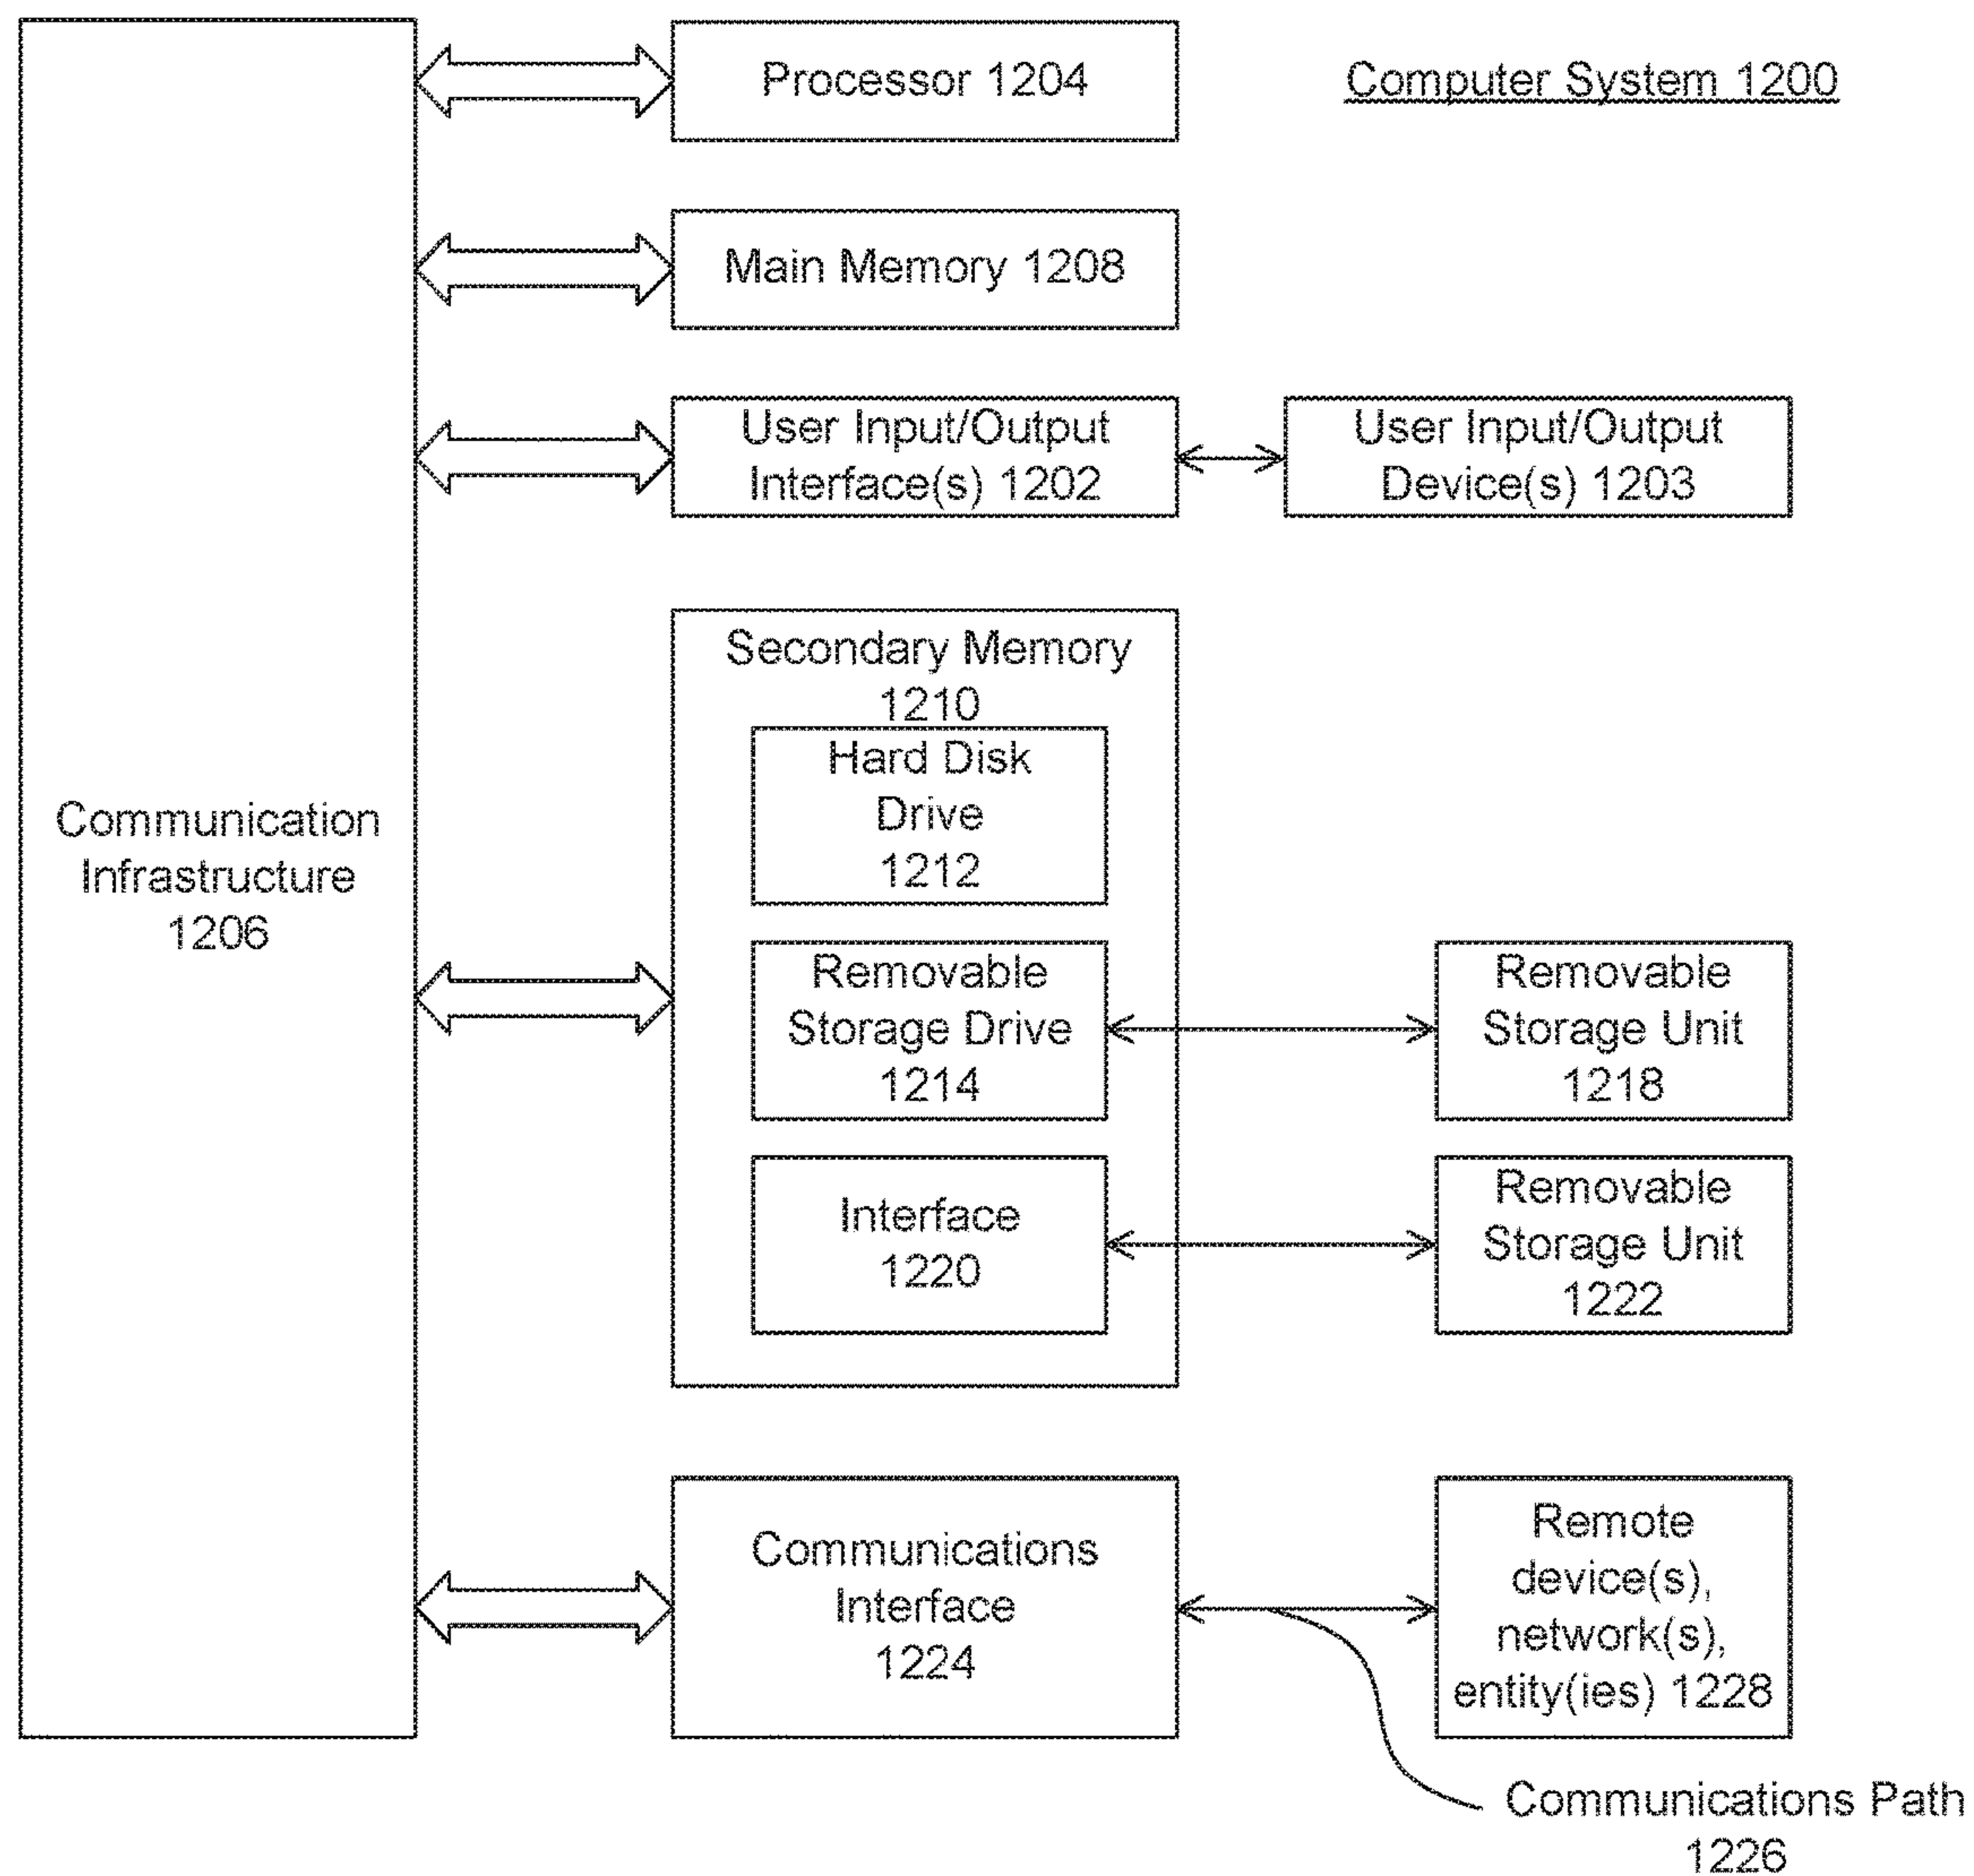 Processor 1204
Computer System 1200
Main Memory 1208
User Input/Output
Interface(s) 1202
User Input/Output
Device(s) 1203
Secondary Memory
1210
Hard Disk
Drive
1212
Communication
Infrastructure
1206
Removable
Storage Drive
1214
Removable
Storage Unit
1218
Interface
1220
Removable
Storage Unit
1222
Communications
Interface
1224
Remote
device(s),
network(s),
entity(ies) 1228
Communications Path
1226